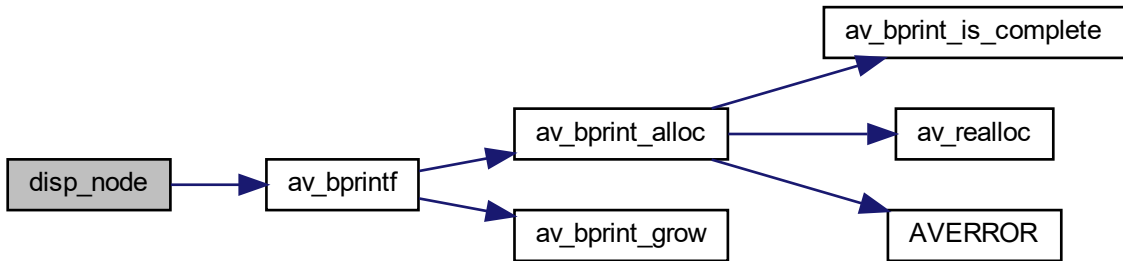 disp_node
av_bprintf
av_bprint_alloc
av_bprint_grow
av_bprint_is_complete
av_realloc
AVERROR